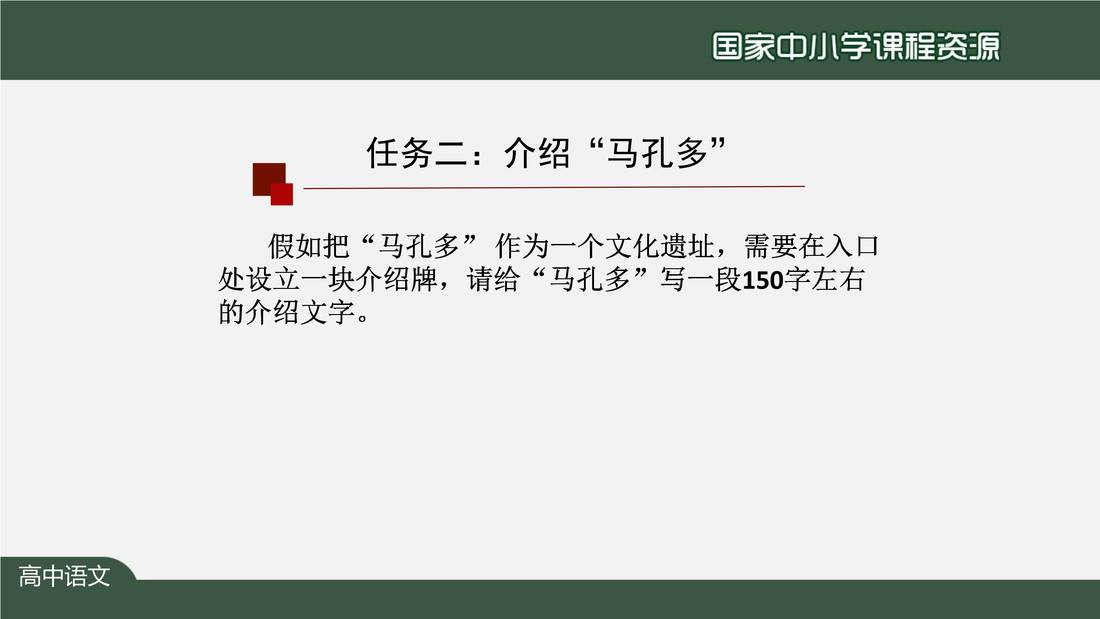 国家中小学课程资源
任务二：介绍“马孔多”
假如把“马孔多” 作为一个文化遗址，需要在入口
处设立一块介绍牌，请给“马孔多”写一段150字左右
的介绍文字。
高中语文